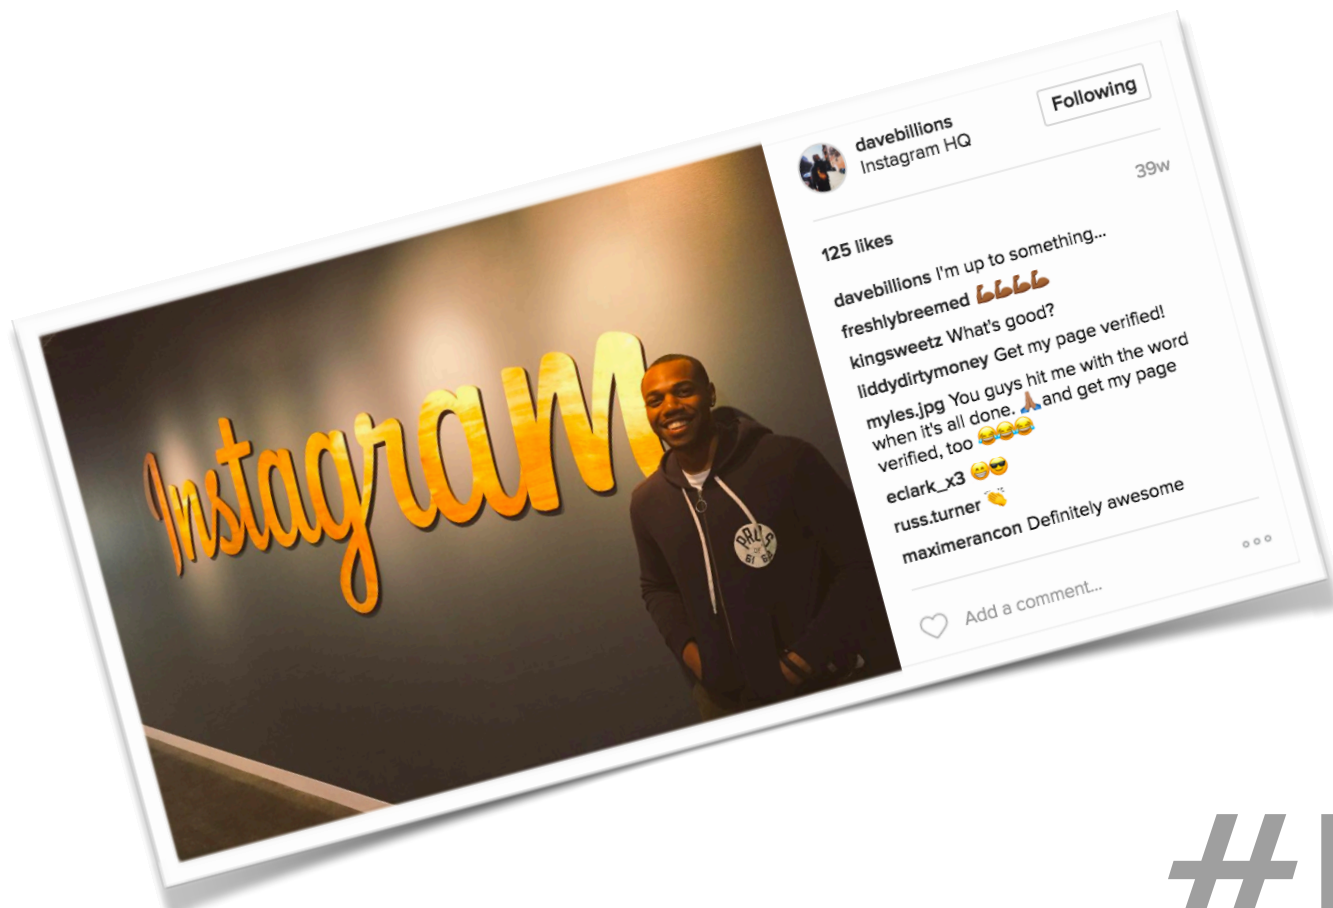 Instagram
davebillions
Instagram HQ
Following
39w
125 likes
davebillions I'm up to something...
freshlybreemed 💪🏾💪🏾💪🏾💪🏾
kingsweetz What's good?
liddydirtymoney Get my page verified!
myles.jpg You guys hit me with the word
when it's all done. 🙏🏽and get my page
verified, too 😂😂😂
eclark_x3 😁😎
russ.turner 👏
maximerancon Definitely awesome
Add a comment...
#